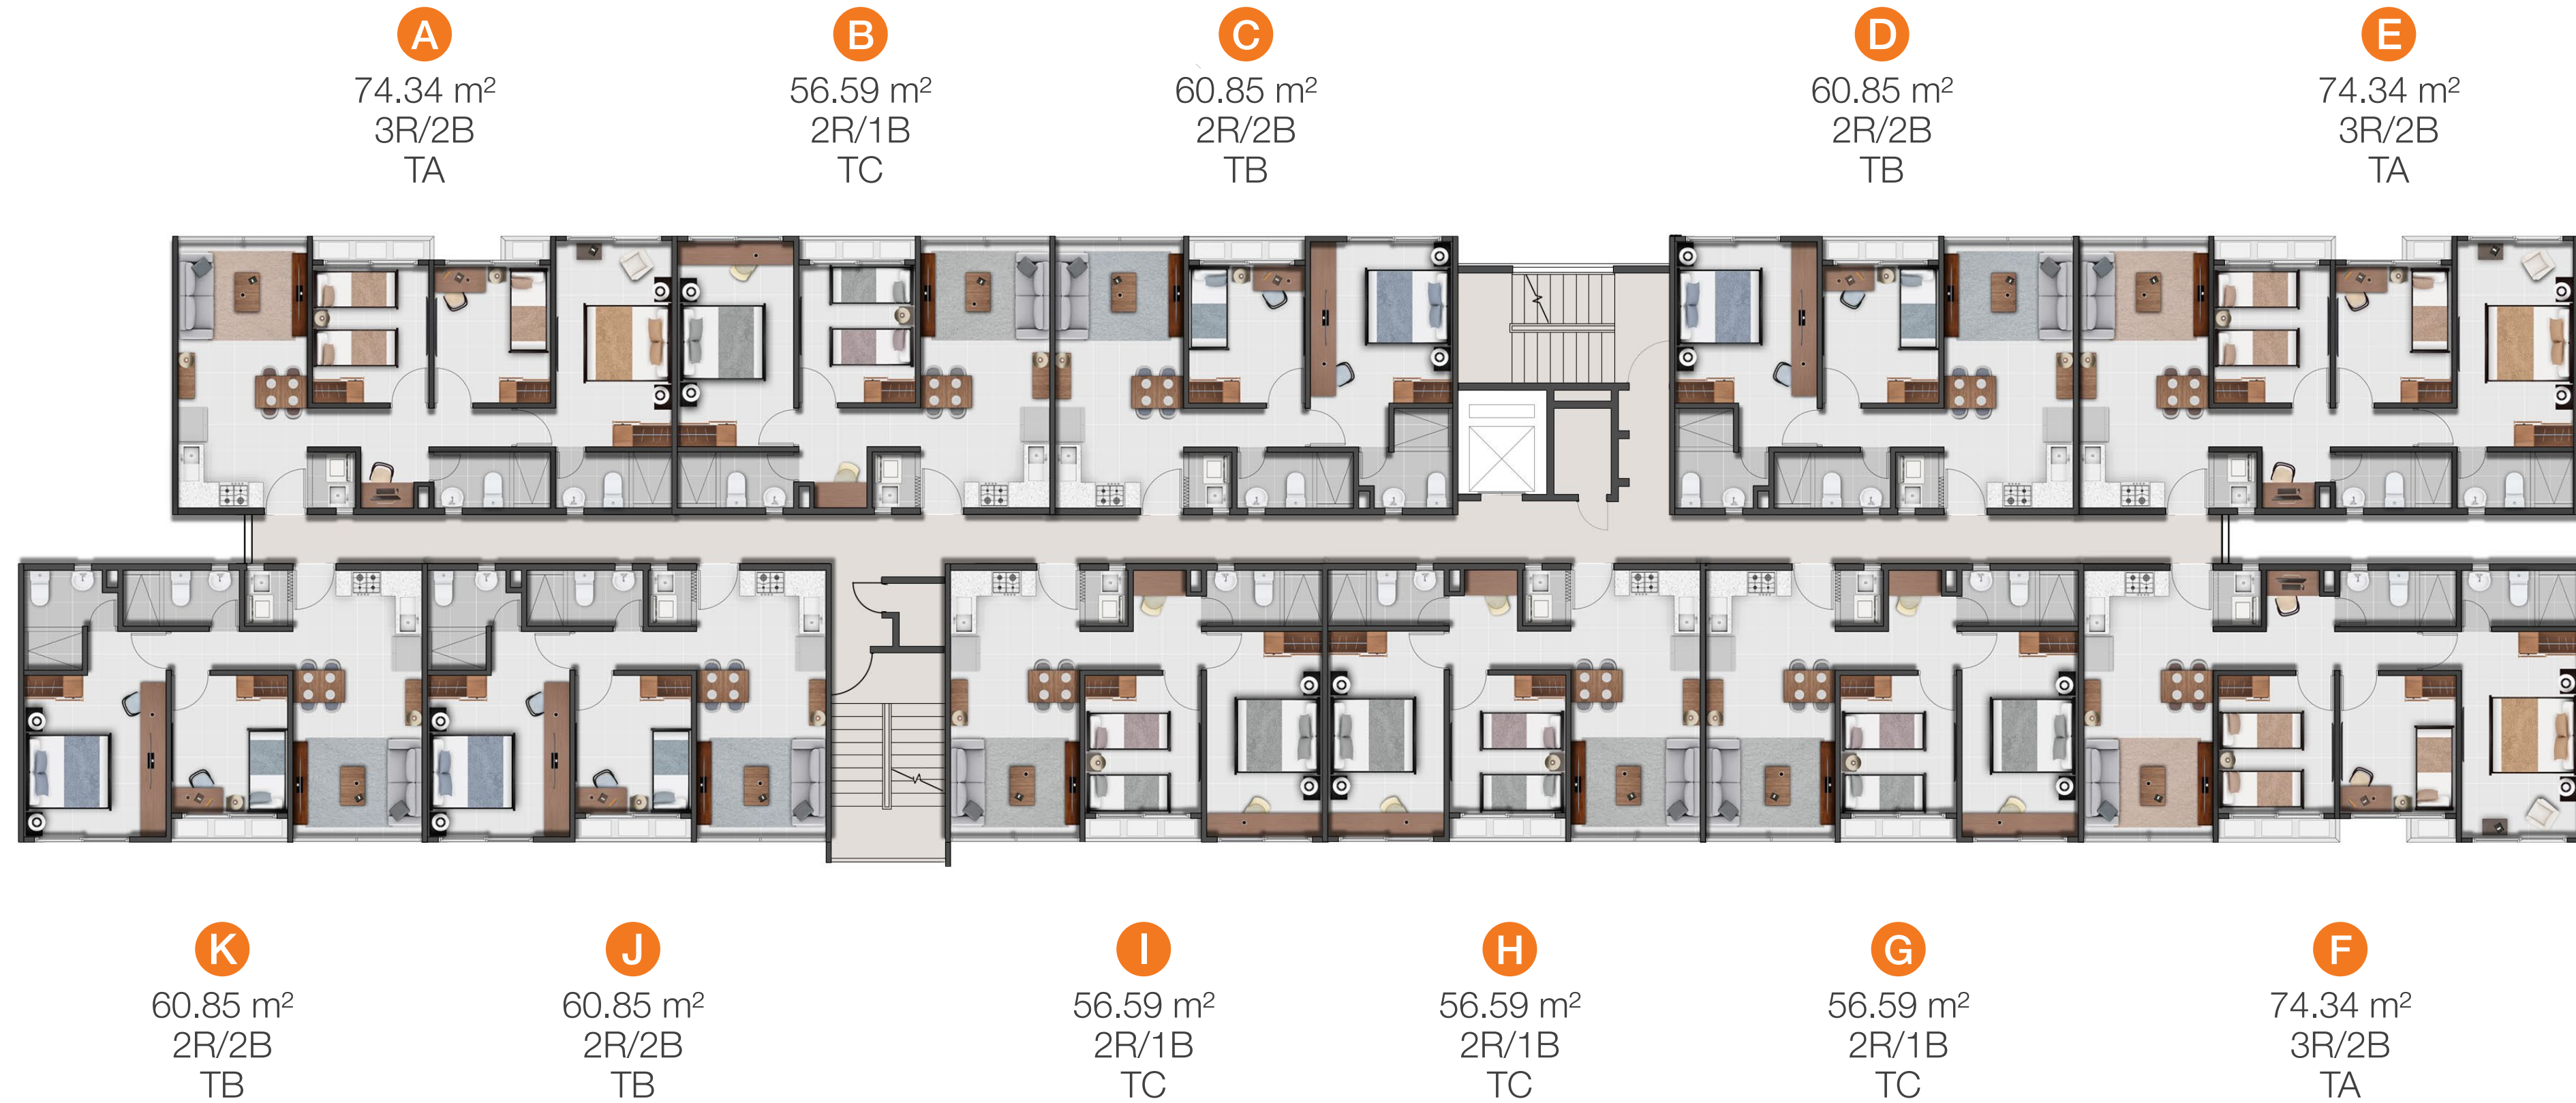 A
74.34 m²
3R/2B
TA
B
56.59 m²
2R/1B
TC
C
60.85 m²
2R/2B
TB
D
60.85 m²
2R/2B
TB
E
74.34 m²
3R/2B
TA
K
60.85 m²
2R/2B
TB
J
60.85 m²
2R/2B
TB
I
56.59 m²
2R/1B
TC
H
56.59 m²
2R/1B
TC
G
56.59 m²
2R/1B
TC
F
74.34 m²
3R/2B
TA